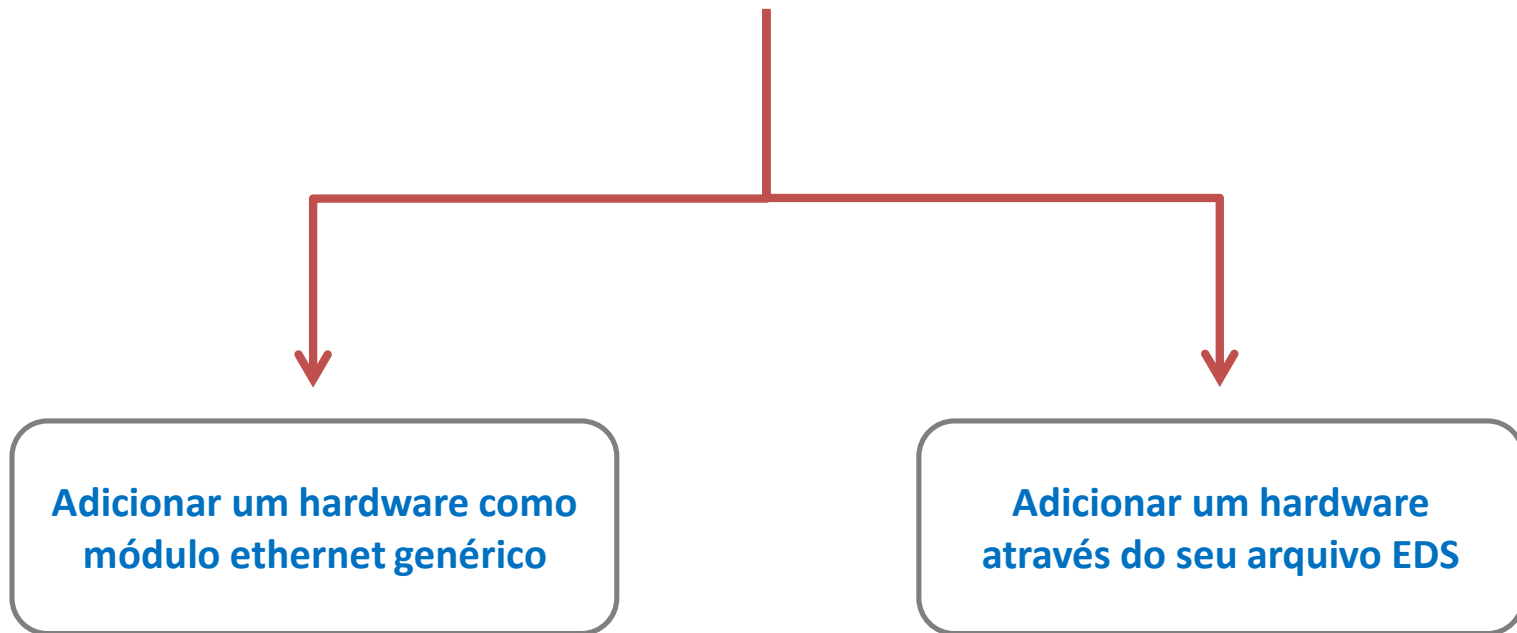 Adicionar um hardware como
módulo ethernet genérico
Adicionar um hardware
através do seu arquivo EDS